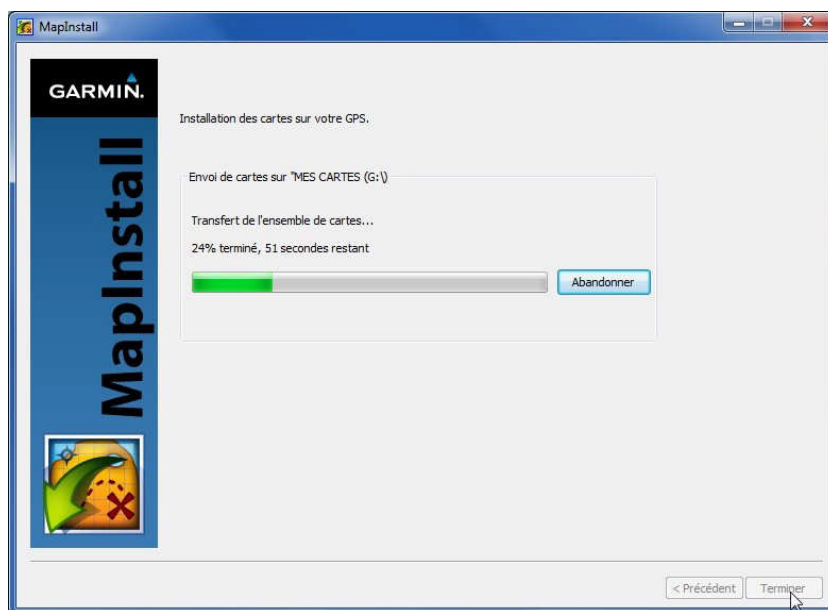 MapInstall
GARMIN.
MapInstall
Installation des cartes sur votre GPS.
Envoi de cartes sur "MES CARTES (G:\)
Transfert de l'ensemble de cartes...
24% terminé, 51 secondes restant
Abandonner
< Précédent
Terminer